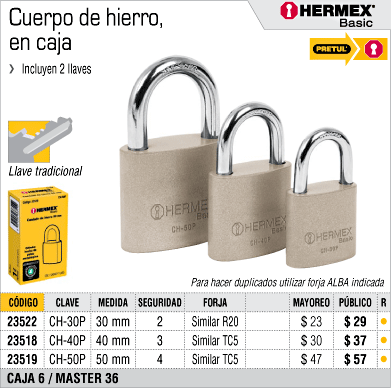 Cuerpo de hierro,
en caja
HERMEX®
Basic
PRETUL®
Incluyen 2 llaves
Llave tradicional
HERMEX
HERMEX
Basic
CH-50P
HERMEX
Basic
HERMEX
Basic
Para hacer duplicados utilizar forja ALBA indicada
CÓDIGO CLAVE MEDIDA SEGURIDAD FORJA MAYOREO PÚBLICO R
23522 CH-30P 30 mm 2 Similar R20 $ 23 $ 29
23518 CH-40P 40 mm 3 Similar TC5 $ 30 $ 37
23519 CH-50P 50 mm 4 Similar TC5 $ 47 $ 57
CAJA 6 / MASTER 36